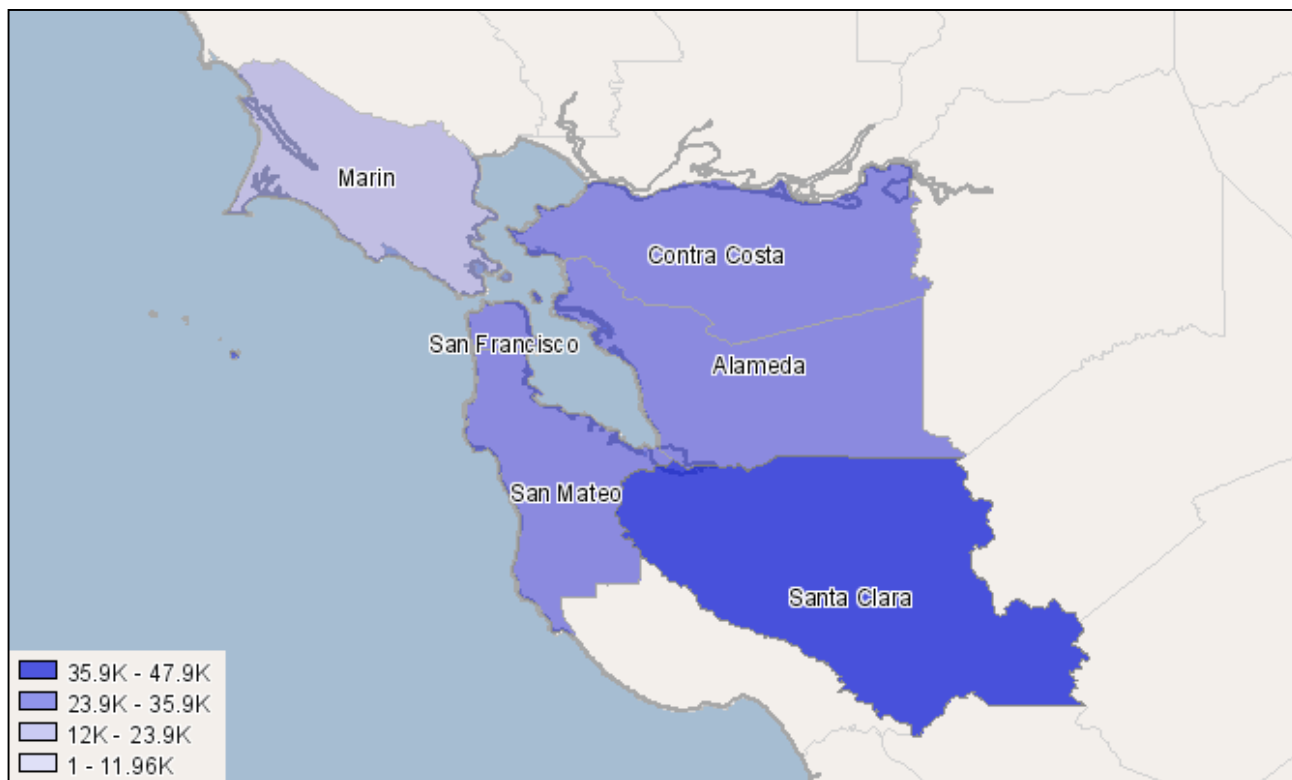 Marin
Contra Costa
San Francisco
Alameda
San Mateo
Santa Clara
35.9K - 47.9K
23.9K - 35.9K
12K - 23.9K
1 - 11.96K